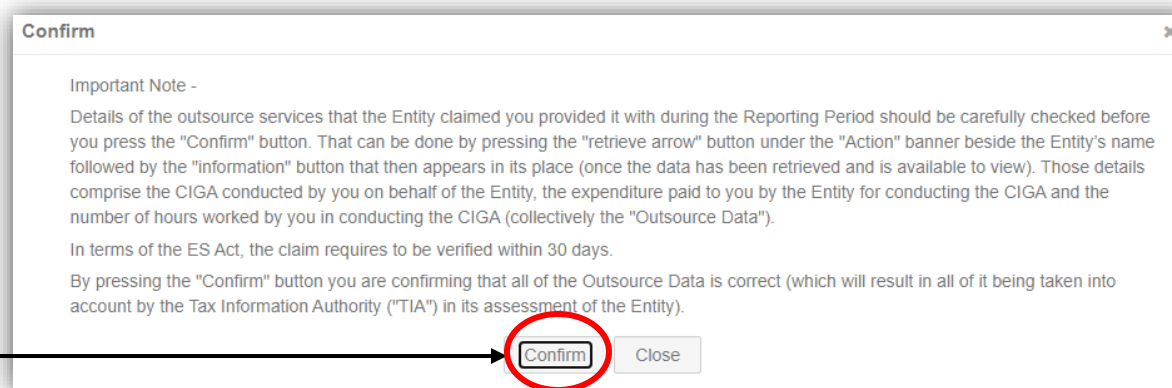 Confirm
Important Note -
Details of the outsource services that the Entity claimed you provided it with during the Reporting Period should be carefully checked before
you press the "Confirm" button. That can be done by pressing the "retrieve arrow" button under the "Action" banner beside the Entity’s name
followed by the "information" button that then appears in its place (once the data has been retrieved and is available to view). Those details
comprise the CIGA conducted by you on behalf of the Entity, the expenditure paid to you by the Entity for conducting the CIGA and the
number of hours worked by you in conducting the CIGA (collectively the "Outsource Data").
In terms of the ES Act, the claim requires to be verified within 30 days.
By pressing the "Confirm" button you are confirming that all of the Outsource Data is correct (which will result in all of it being taken into
account by the Tax Information Authority ("TIA") in its assessment of the Entity).
Confirm Close